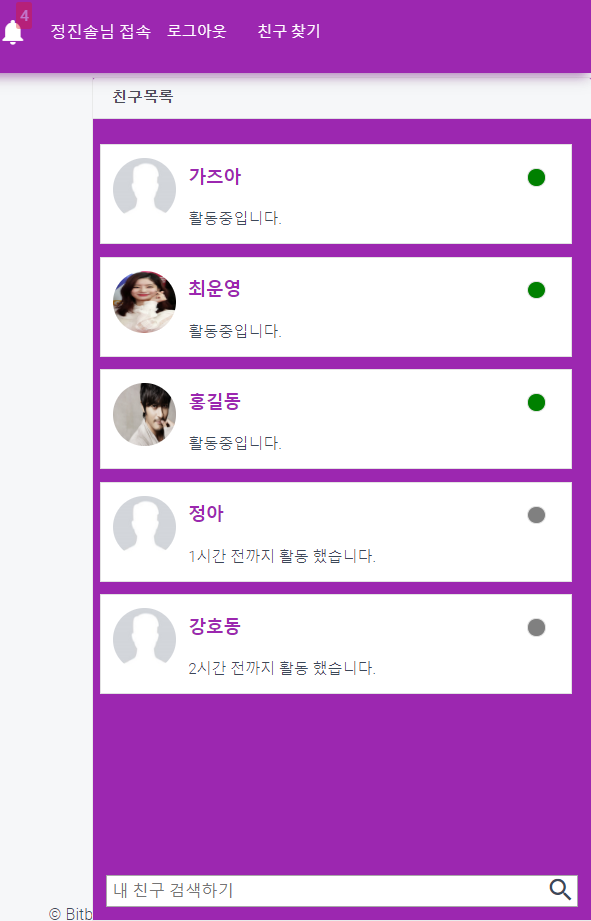 4
정진솔님 접속 로그아웃 친구 찾기
친구목록
가즈아
활동중입니다.
최운영
활동중입니다.
홍길동
활동중입니다.
정아
1시간 전까지 활동 했습니다.
강호동
2시간 전까지 활동 했습니다.
내 친구 검색하기
© Bitb